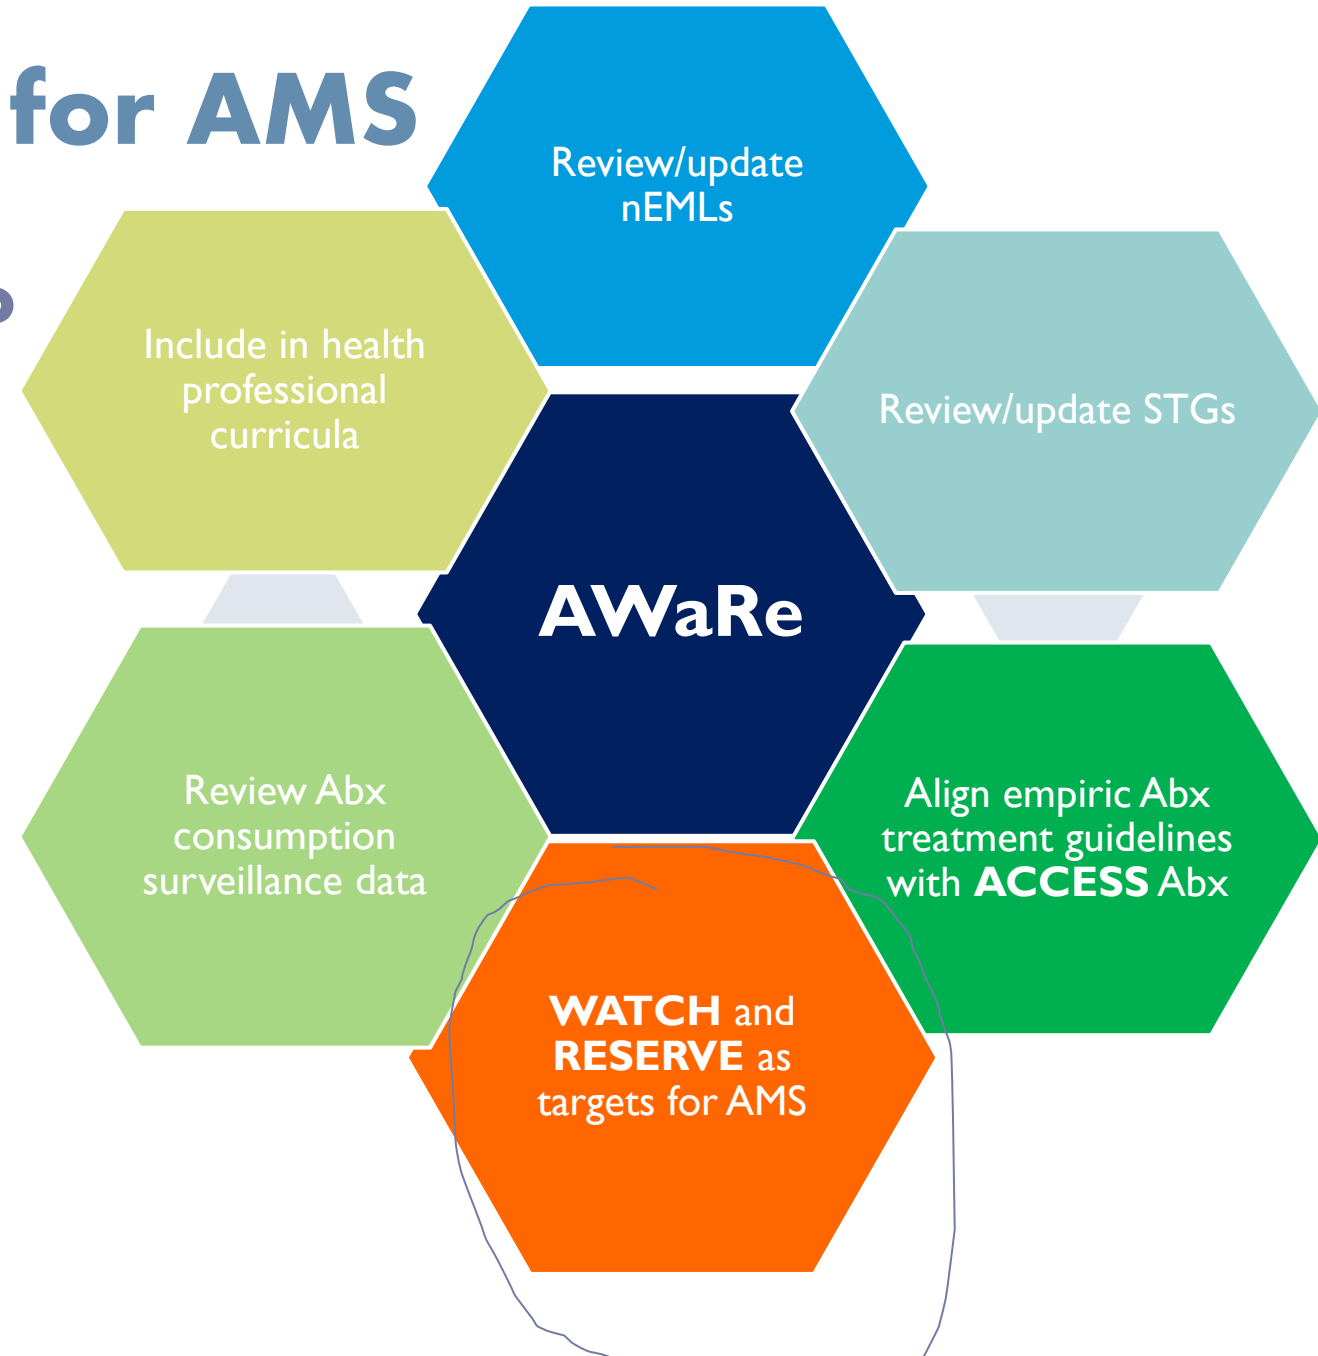 for AMS
Review/update
nEMLs
Include in health
professional
curricula
Review/update STGs
AWaRe
Review Abx
consumption
surveillance data
Align empiric Abx
treatment guidelines
with ACCESS Abx
WATCH and
RESERVE as
targets for AMS